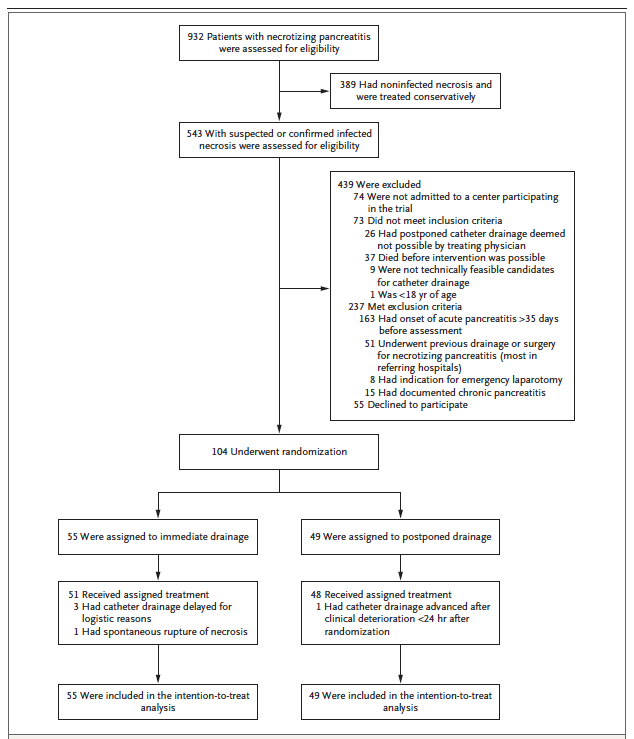 932 Patients with necrotizing pancreatitis
were assessed for eligibility
389 Had noninfected necrosis and
were treated conservatively
543 With suspected or confirmed infected
necrosis were assessed for eligibility
439 Were excluded
74 Were not admitted to a center participating
in the trial
73 Did not meet inclusion criteria
26 Had postponed catheter drainage deemed
not possible by treating physician
37 Died before intervention was possible
9 Were not technically feasible candidates
for catheter drainage
1 Was <18 yr of age
237 Met exclusion criteria
163 Had onset of acute pancreatitis >35 days
before assessment
51 Underwent previous drainage or surgery
for necrotizing pancreatitis (most in
referring hospitals)
8 Had indication for emergency laparotomy
15 Had documented chronic pancreatitis
55 Declined to participate
104 Underwent randomization
55 Were assigned to immediate drainage
49 Were assigned to postponed drainage
51 Received assigned treatment
3 Had catheter drainage delayed for
logistic reasons
1 Had spontaneous rupture of necrosis
48 Received assigned treatment
1 Had catheter drainage advanced after
clinical deterioration <24 hr after
randomization
55 Were included in the intention-to-treat
analysis
49 Were included in the intention-to-treat
analysis